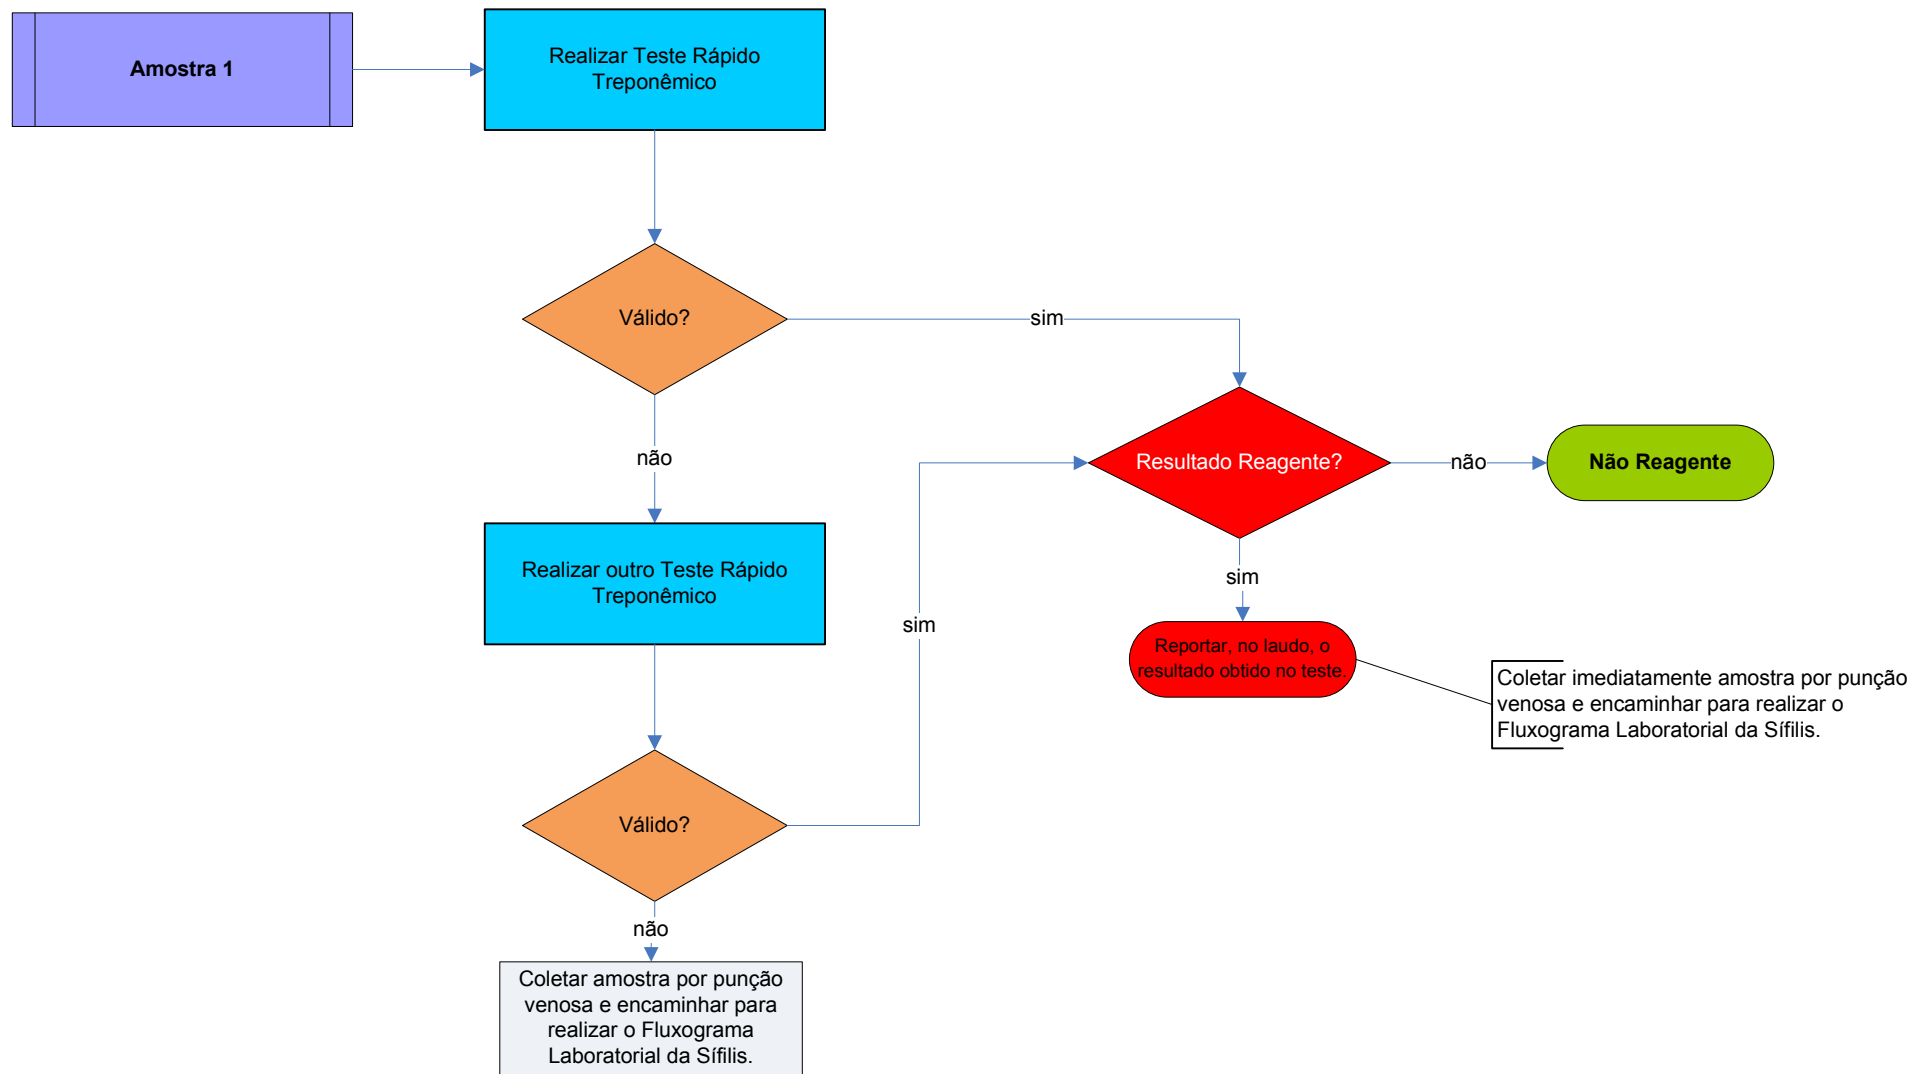 Amostra 1
Realizar Teste Rápido
Treponêmico
Válido?
sim
não
Resultado Reagente?
não
Não Reagente
Realizar outro Teste Rápido
Treponêmico
sim
sim
Reportar, no laudo, o
resultado obtido no teste.
Coletar imediatamente amostra por punção
venosa e encaminhar para realizar o
Fluxograma Laboratorial da Sífilis.
Válido?
não
Coletar amostra por punção
venosa e encaminhar para
realizar o Fluxograma
Laboratorial da Sífilis.